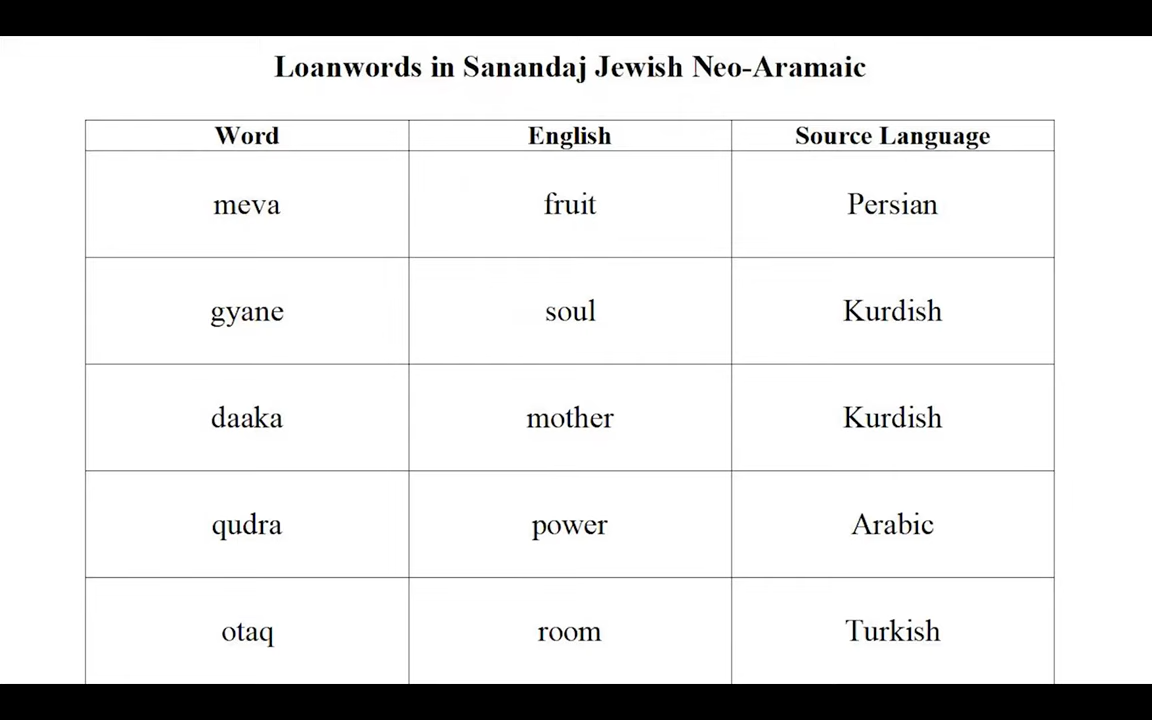 Loanwords in Sanandaj Jewish Neo-Aramaic
Word English Source Language
meva fruit Persian
gyane soul Kurdish
daaka mother Kurdish
qudra power Arabic
otaq room Turkish